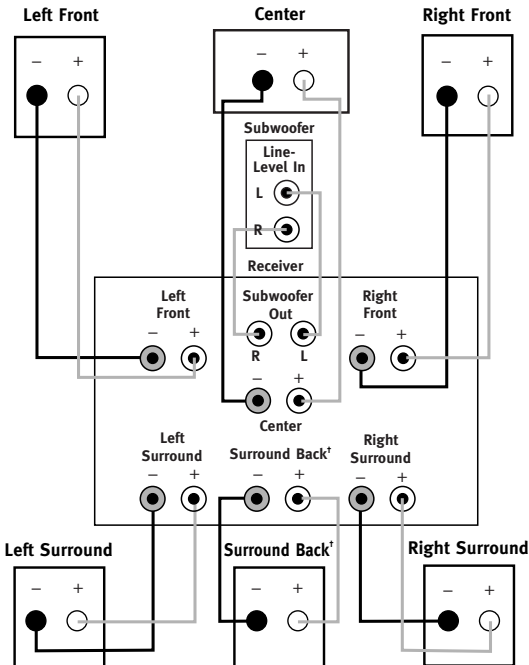 Left Front
Center
Right Front
− +
− +
− +
Subwoofer
Line-
Level In
L
R
Receiver
Left
Front
− +
Subwoofer
Out
R L
Right
Front
− +
− +
Center
Left
Surround
− +
Surround Back†
− +
Right
Surround
− +
Left Surround
− +
Surround Back†
− +
Right Surround
− +